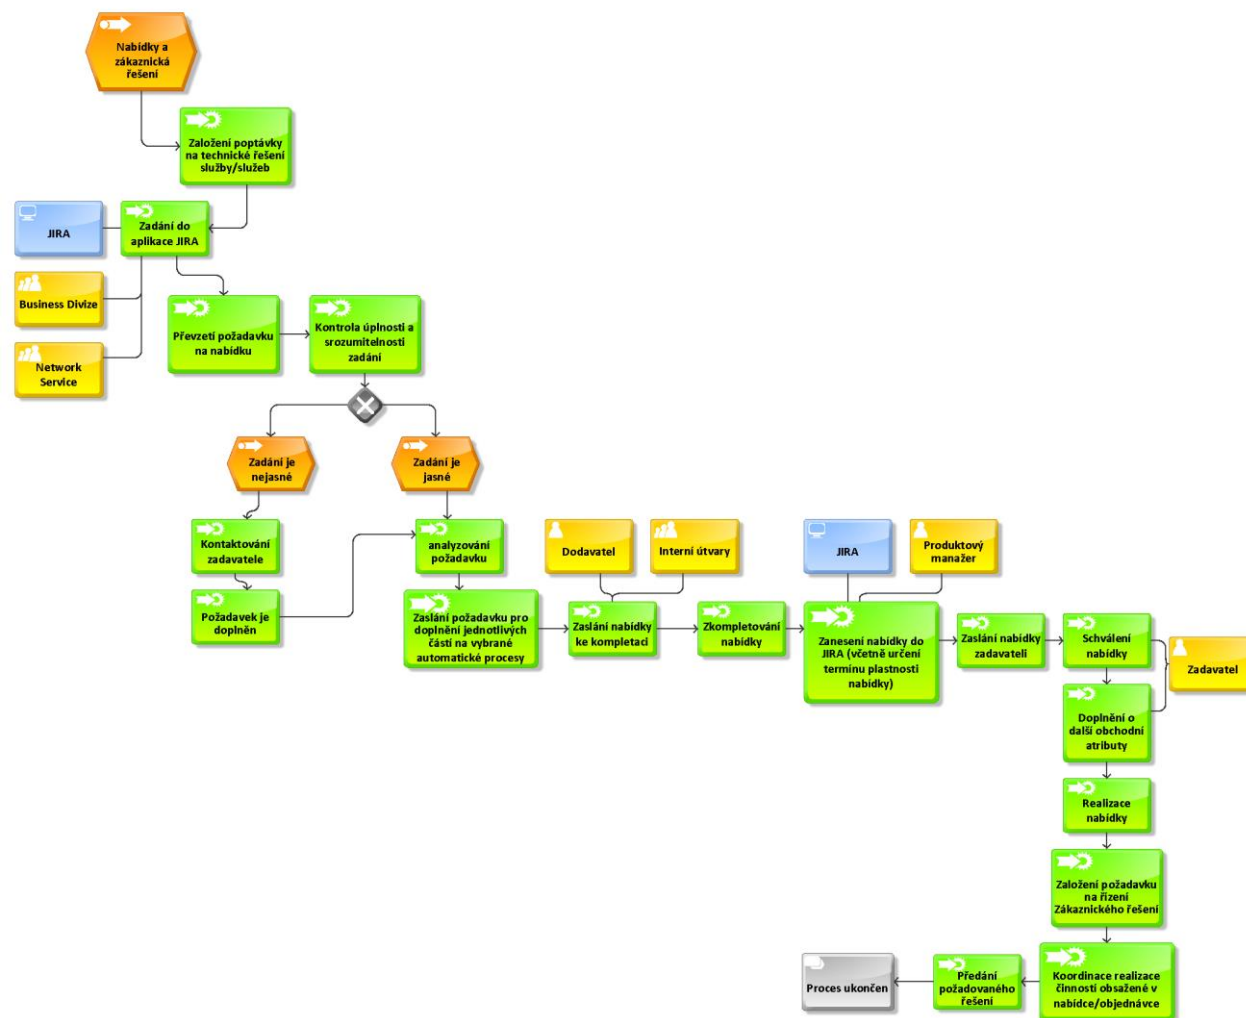 Nabídky a
zákaznická
řešení
Založení poptávky
na technické řešení
služby/služeb
JIRA
Zadání do
aplikace JIRA
Business Divize
Network
Service
Převzetí požadavku
na nabídku
Kontrola úplnosti a
srozumitelnosti
zadání
Zadání je
nejasné
Zadání je
jasné
Kontaktování
zadavatele
analyzování
požadavku
Dodavatel
Interní útvary
JIRA
Produktový
manažer
Požadavek je
doplněn
Zaslání požadavku pro
doplnění jednotlivých
částí na vybrané
automatické procesy
Zaslání nabídky
ke kompletaci
Zkompletování
nabídky
Zanesení nabídky do
JIRA (včetně určení
termínu plastnosti
nabídky)
Zaslání nabídky
zadavateli
Schválení
nabídky
Zadavatel
Doplnění o
další obchodní
atributy
Realizace
nabídky
Založení požadavku
na řízení
Zákaznického řešení
Koordinace realizace
činností obsažené v
nabídce/objednávce
Předání
požadovaného
řešení
Proces ukončen